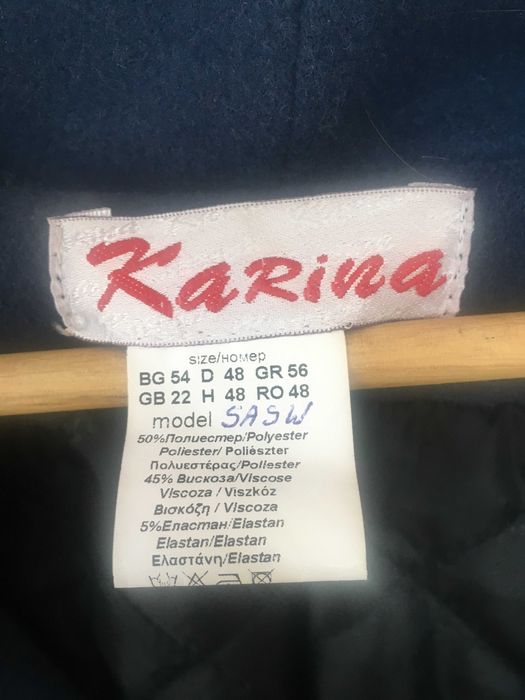 Karina
size/номер
BG 54 D 48 GR 56
GB 22 H 48 RO 48
model SASW
50%Полиестер/Polyester
Poliester/ Poliészter
Πολυεστέρας/Poliester
45% Вискоза/Viscose
Viscoza / Viszkóz
Βισκόζη / Viscoza
5%Еластан/Elastan
Elastan/Elastan
Ελαστάνη/Elastan